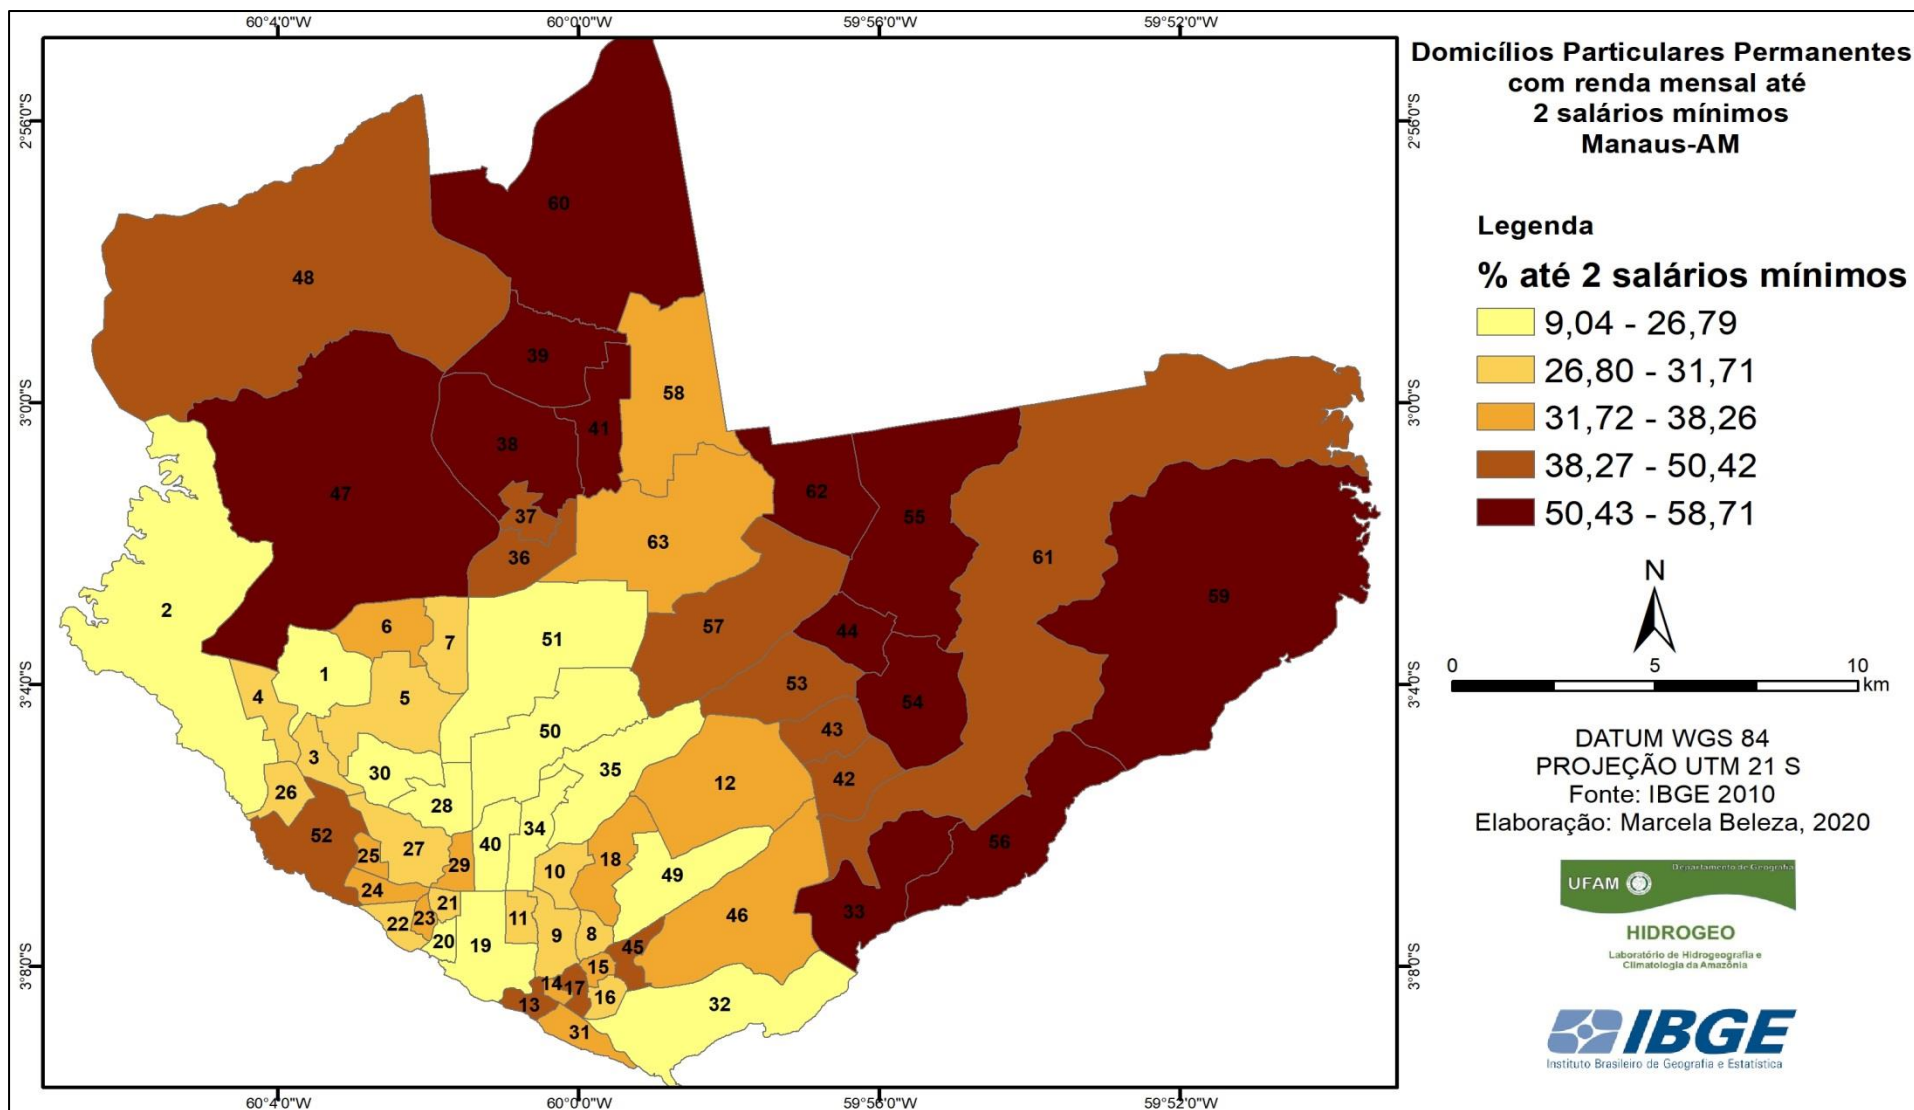 60°4'0"W 60°0'0"W 59°56'0"W 59°52'0"W
2°56'0"S
3°0'0"S
3°4'0"S
3°8'0"S
2°56'0"S
3°0'0"S
3°4'0"S
3°8'0"S
60
48
39
58
41
38
47
62
37
55
63
36
61
59
2
6
57
44
51
7
1
53
4
5
54
43
50
3
35
30
42
12
26
28
34
52
56
40
27
25
18
29
10
49
24
21
33
46
11
23
22
8
9
20
19
45
15
14
17
16
13
32
31
60°4'0"W 60°0'0"W 59°56'0"W 59°52'0"W
Domicílios Particulares Permanentes
com renda mensal até
2 salários mínimos
Manaus-AM
Legenda
% até 2 salários mínimos
9,04 - 26,79
26,80 - 31,71
31,72 - 38,26
38,27 - 50,42
50,43 - 58,71
N
0 5 10
km
DATUM WGS 84
PROJEÇÃO UTM 21 S
Fonte: IBGE 2010
Elaboração: Marcela Beleza, 2020
Departamento de Geografia
UFAM
HIDROGEO
Laboratório de Hidrogeografia e
Climatologia da Amazônia
IBGE
Instituto Brasileiro de Geografia e Estatística